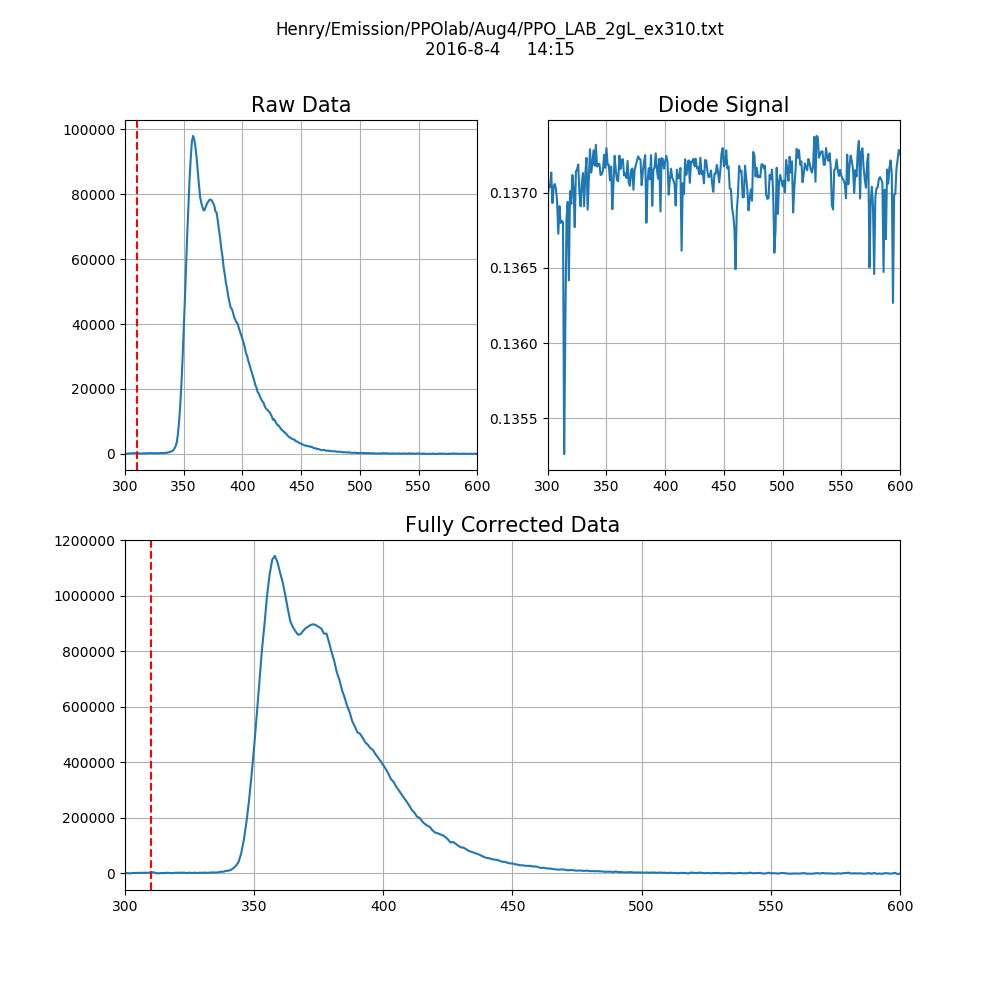 Henry/Emission/PPOlab/Aug4/PPO_LAB_2gL_ex310.txt
2016-8-4 14:15
Raw Data
100000
80000
60000
40000
20000
0
300 350 400 450 500 550 600
Diode Signal
0.1370
0.1365
0.1360
0.1355
300 350 400 450 500 550 600
Fully Corrected Data
1200000
1000000
800000
600000
400000
200000
0
300 350 400 450 500 550 600